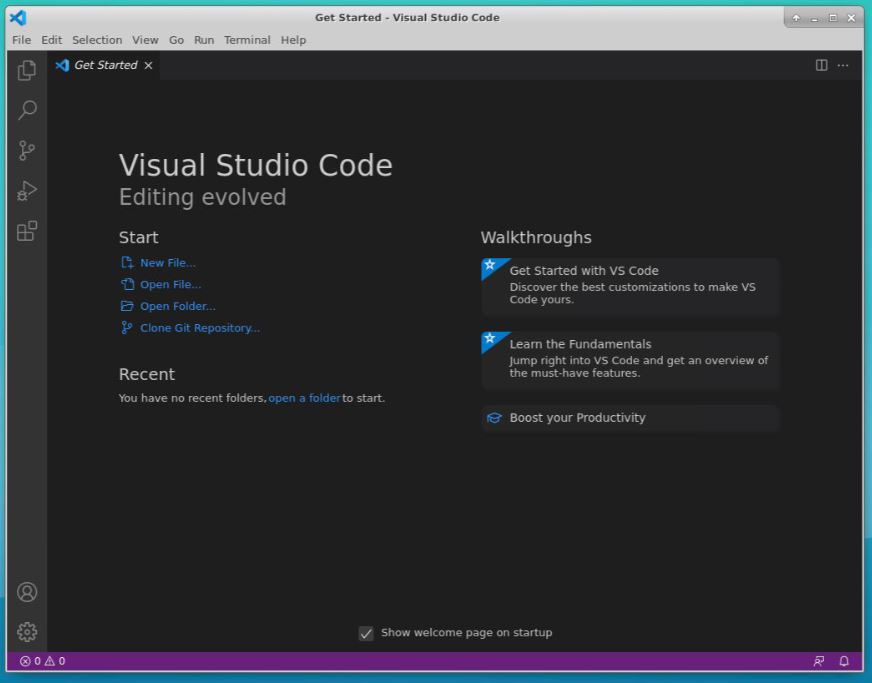 Get Started - Visual Studio Code
File Edit Selection View Go Run Terminal Help
Get Started
Visual Studio Code
Editing evolved
Start
New File...
Open File...
Open Folder...
Clone Git Repository...
Recent
You have no recent folders, open a folder to start.
Walkthroughs
Get Started with VS Code
Discover the best customizations to make VS
Code yours.
Learn the Fundamentals
Jump right into VS Code and get an overview of
the must-have features.
Boost your Productivity
Show welcome page on startup
0 0